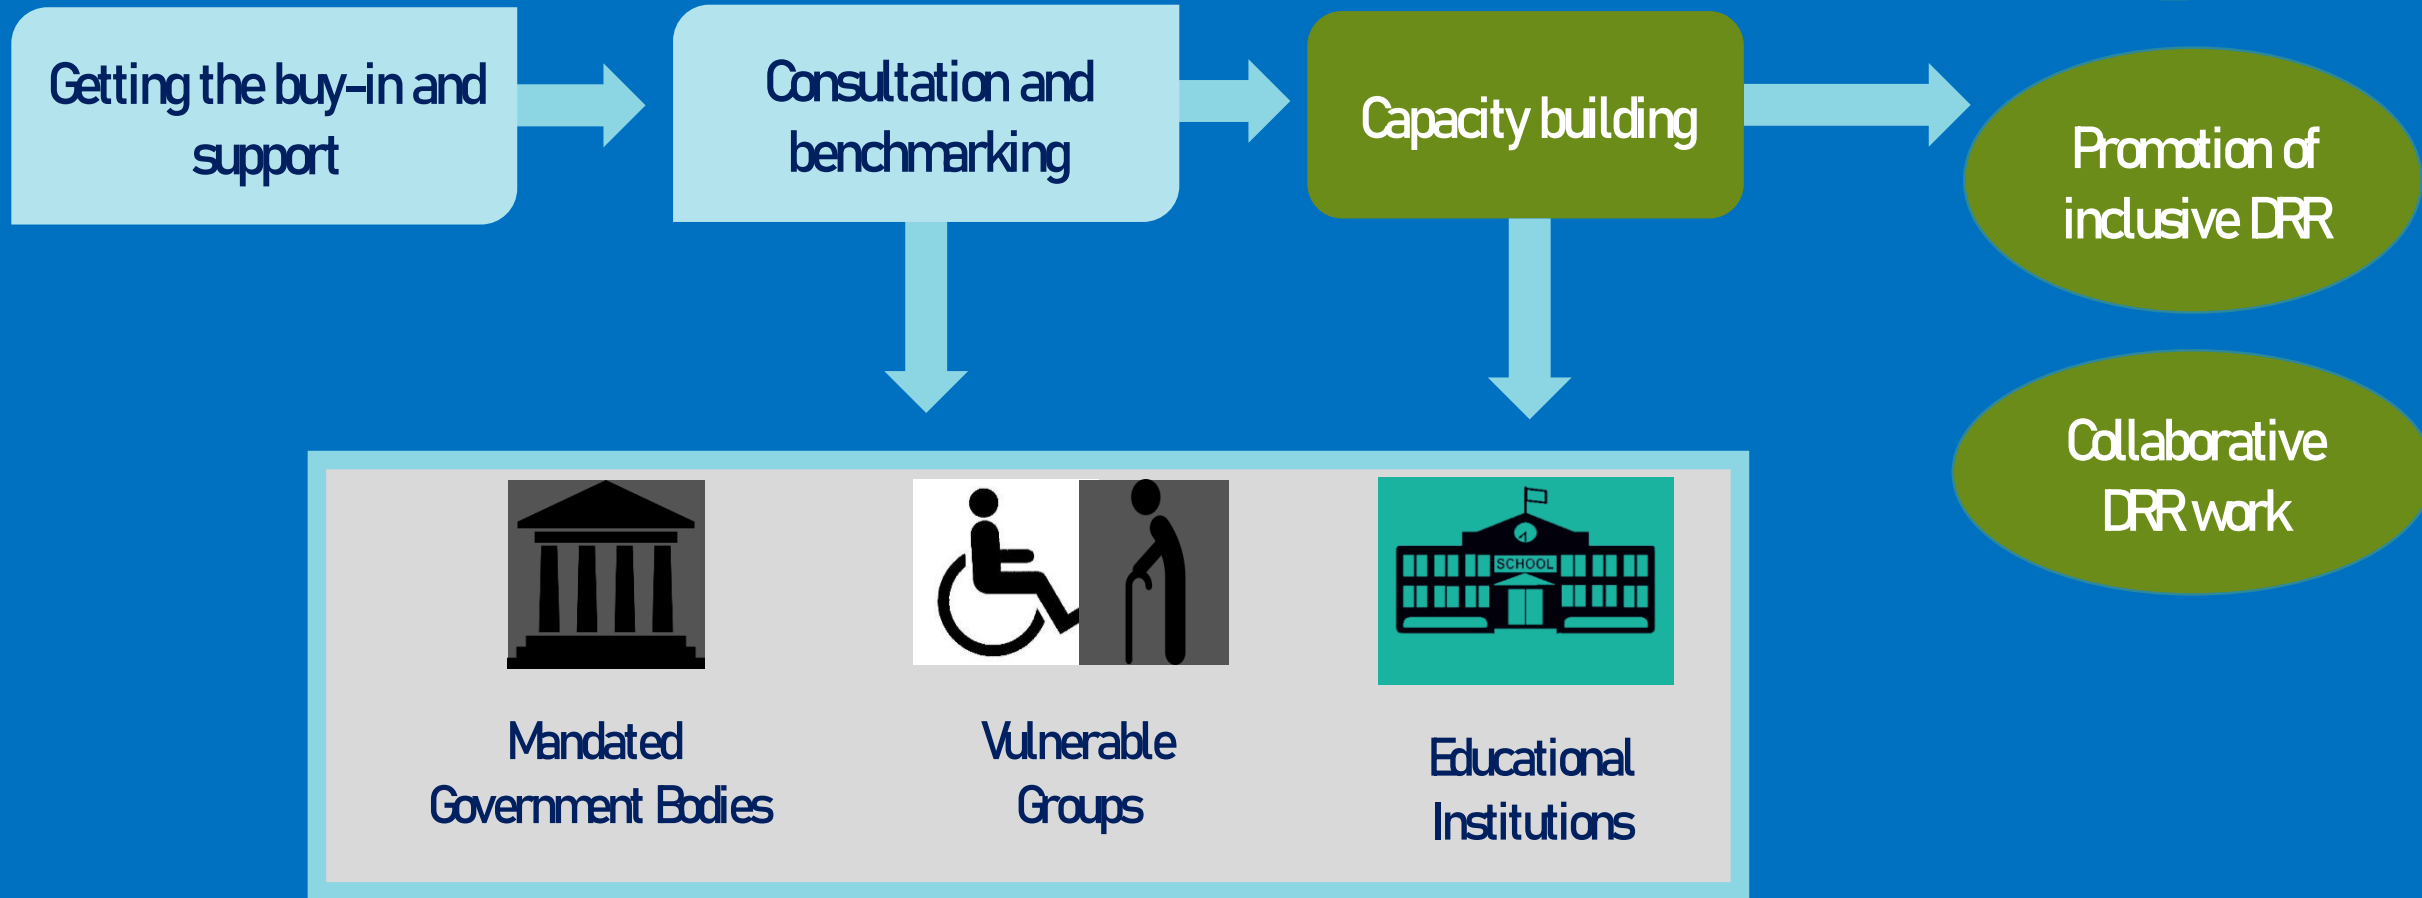 Getting the buy-in and
support
Consultation and
benchmarking
Capacity building
Promotion of
inclusive DRR
Collaborative
DRR work
SCHOOL
Mandated
Government Bodies
Vulnerable
Groups
Educational
Institutions